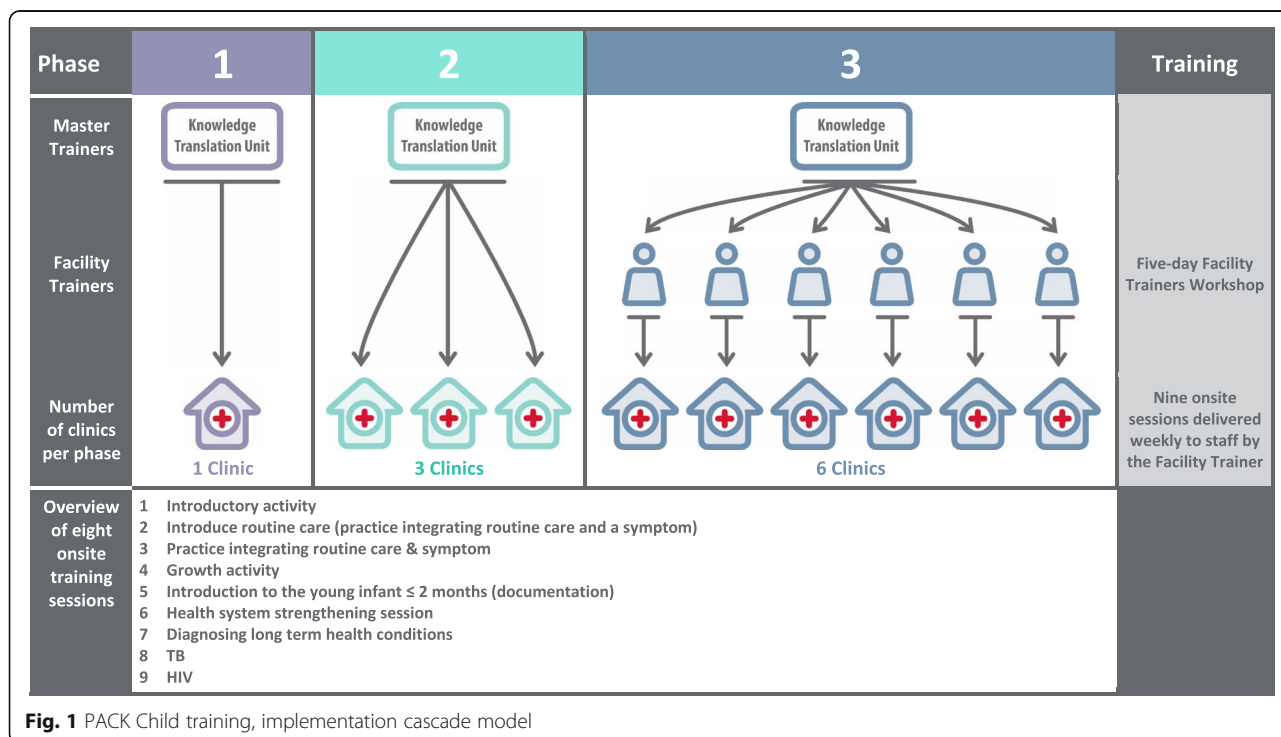 Phase
1
2
3
Training
Master
Trainers
Knowledge
Translation Unit
Knowledge
Translation Unit
Knowledge
Translation Unit
Facility
Trainers
Five-day Facility
Trainers Workshop
Number
of clinics
per phase
1 Clinic
3 Clinics
6 Clinics
Nine onsite
sessions delivered
weekly to staff by
the Facility Trainer
Overview
of eight
onsite
training
sessions
1 Introductory activity
2 Introduce routine care (practice integrating routine care and a symptom)
3 Practice integrating routine care & symptom
4 Growth activity
5 Introduction to the young infant ≤ 2 months (documentation)
6 Health system strengthening session
7 Diagnosing long term health conditions
8 TB
9 HIV
Fig. 1 PACK Child training, implementation cascade model